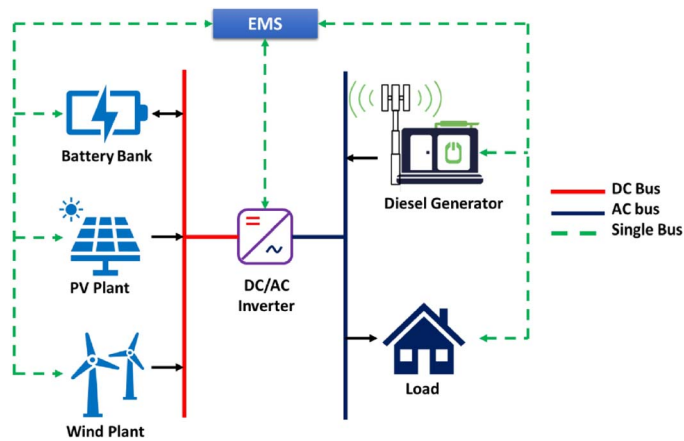 EMS
Battery Bank
Diesel Generator
DC Bus
AC bus
Single Bus
PV Plant
DC/AC
Inverter
Load
Wind Plant